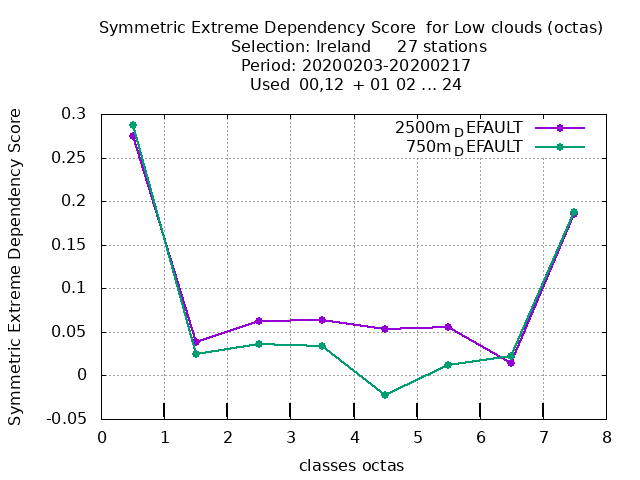 Symmetric Extreme Dependency Score  for Low clouds (octas)
Selection: Ireland     27 stations
Period: 20200203-20200217
Used  00,12  + 01 02 ... 24
Symmetric Extreme Dependency Score
0.3
0.25
0.2
0.15
0.1
0.05
0
-0.05
2500m_DEFAULT
750m_DEFAULT
0 1 2 3 4 5 6 7 8
classes octas